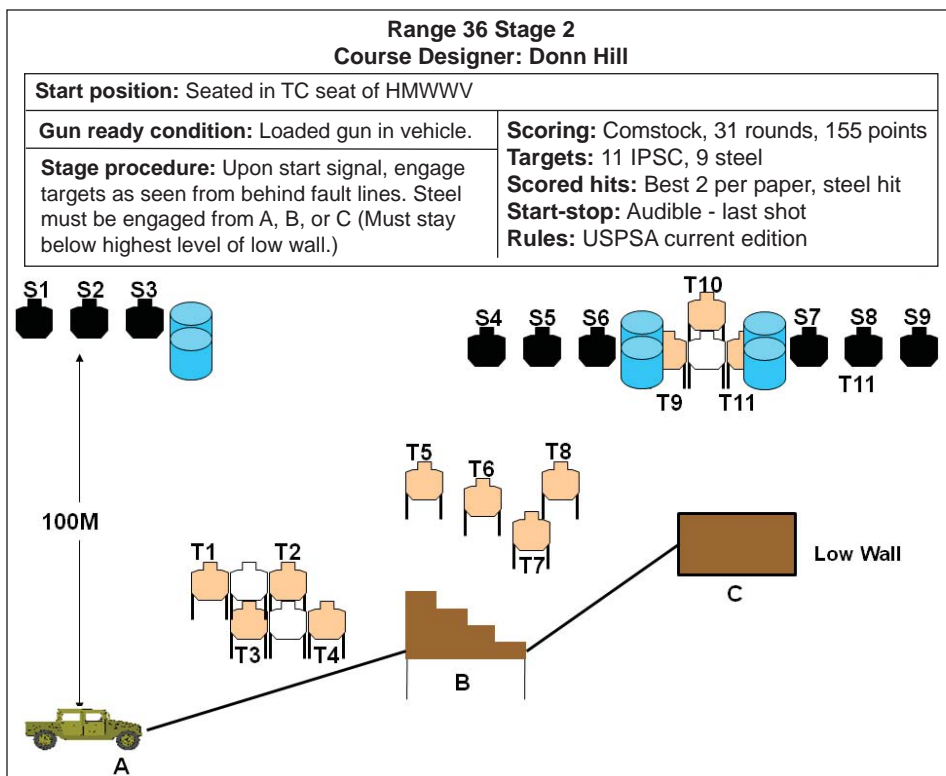 Range 36 Stage 2
Course Designer: Donn Hill
Start position: Seated in TC seat of HMWWV
Gun ready condition: Loaded gun in vehicle.
Stage procedure: Upon start signal, engage
targets as seen from behind fault lines. Steel
must be engaged from A, B, or C (Must stay
below highest level of low wall.)
Scoring: Comstock, 31 rounds, 155 points
Targets: 11 IPSC, 9 steel
Scored hits: Best 2 per paper, steel hit
Start-stop: Audible - last shot
Rules: USPSA current edition
S1 S2 S3
T10
S4 S5 S6
S7 S8 S9
T11
T9 T11
T5 T6 T8
T7
100M
T1 T2
T3 T4
Low Wall
C
B
A